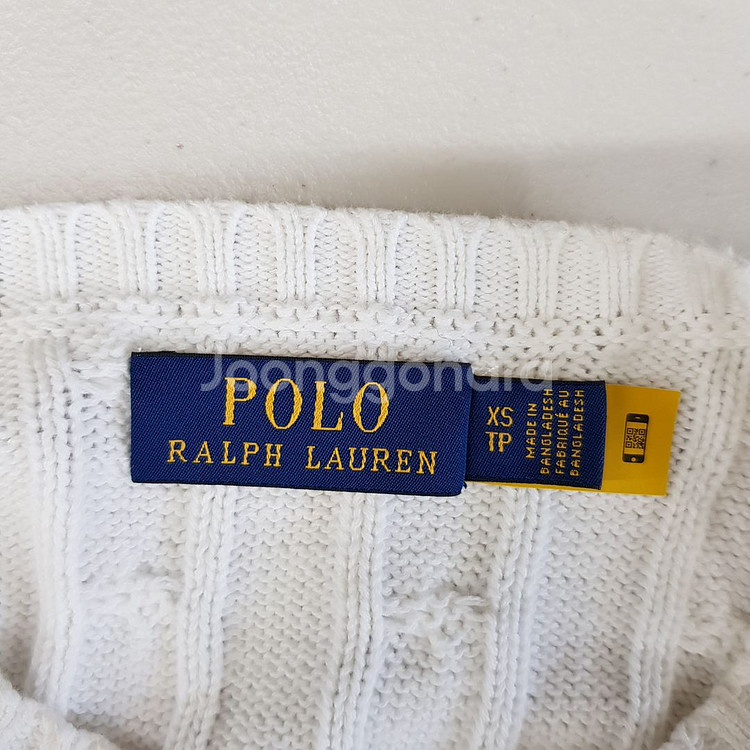 Joonggonara
POLO
RALPH LAUREN
XS
TP
MADE IN
BANGLADESH
FABRIQUÉ AU
BANGLADESH